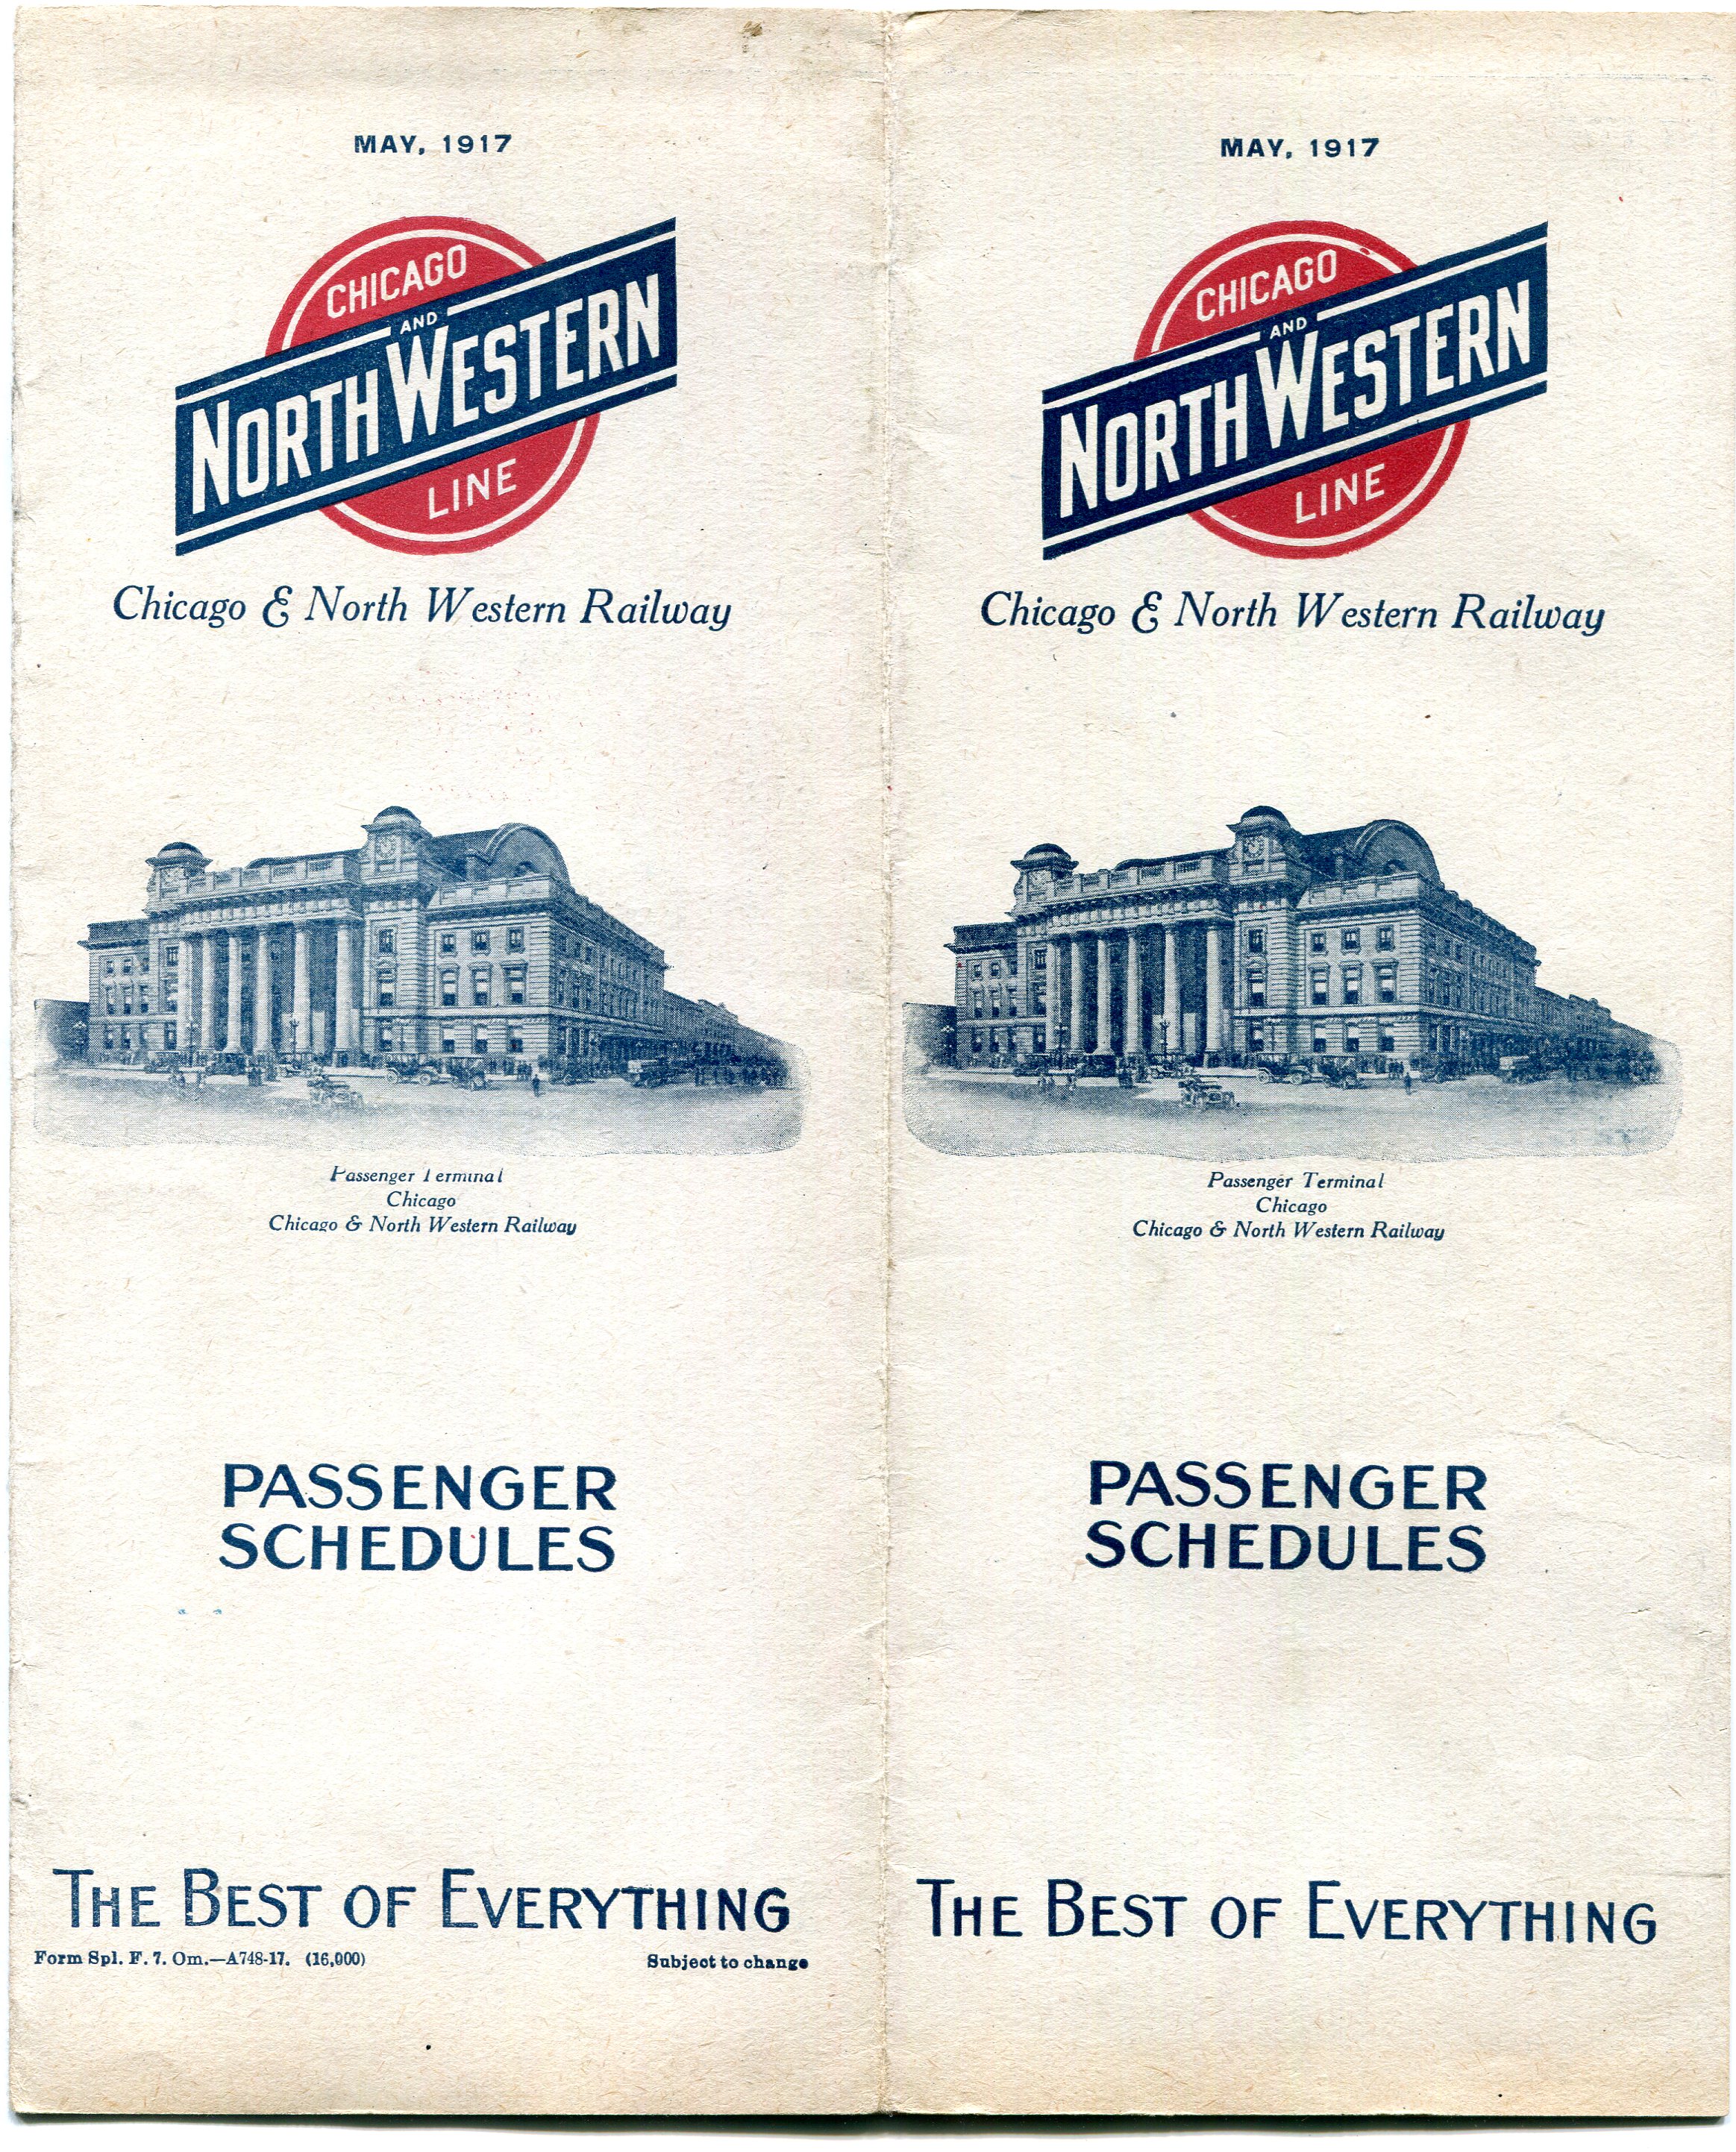 MAY, 1917
CHICAGO
AND
NORTH WESTERN
LINE
Chicago & North Western Railway
Passenger Terminal
Chicago
Chicago & North Western Railway
PASSENGER
SCHEDULES
THE BEST OF EVERYTHING
Form Spl. F. 7. Om.—A748-17. (16,000)
Subject to change
MAY, 1917
CHICAGO
AND
NORTH WESTERN
LINE
Chicago & North Western Railway
Passenger Terminal
Chicago
Chicago & North Western Railway
PASSENGER
SCHEDULES
THE BEST OF EVERYTHING